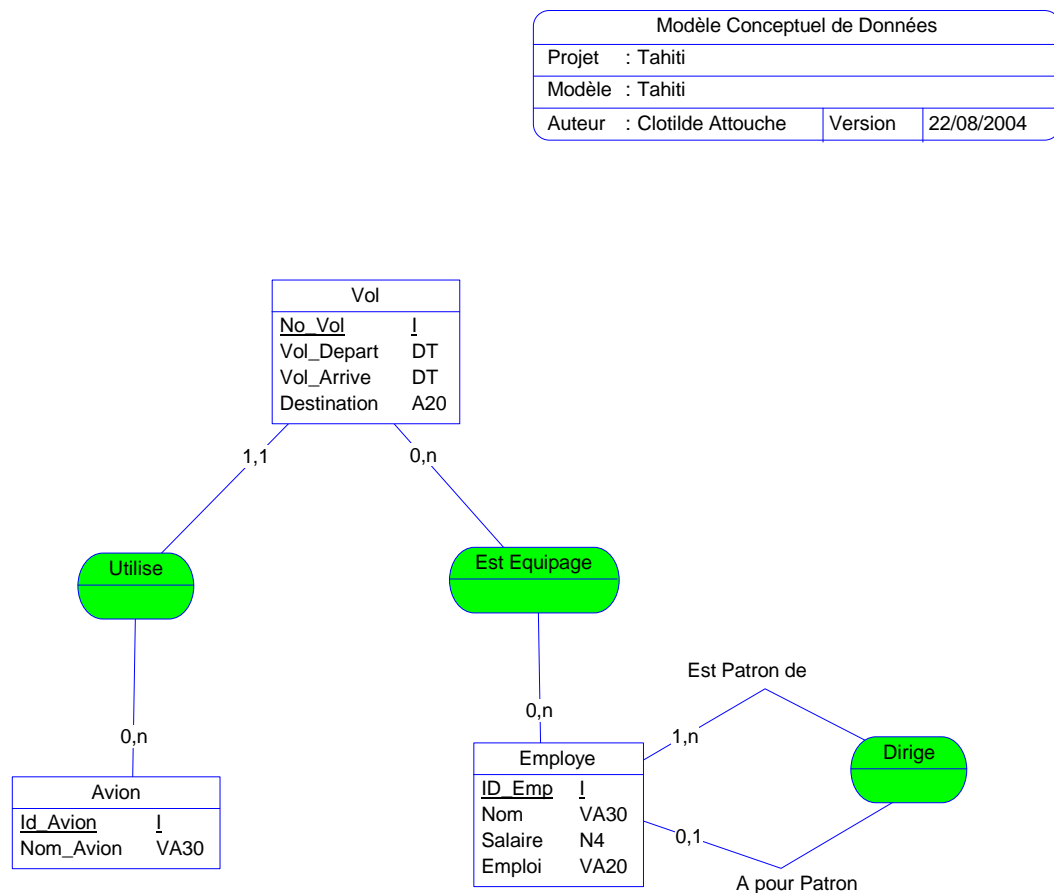 Modèle Conceptuel de Données
Projet : Tahiti
Modèle : Tahiti
Auteur : Clotilde Attouche Version 22/08/2004
Vol
No_Vol I
Vol_Depart DT
Vol_Arrive DT
Destination A20
1,1 0,n
Utilise
Est Equipage
0,n
0,n
Est Patron de
1,n
Dirige
0,1
A pour Patron
Avion
Id_Avion I
Nom_Avion VA30
Employe
ID_Emp I
Nom VA30
Salaire N4
Emploi VA20